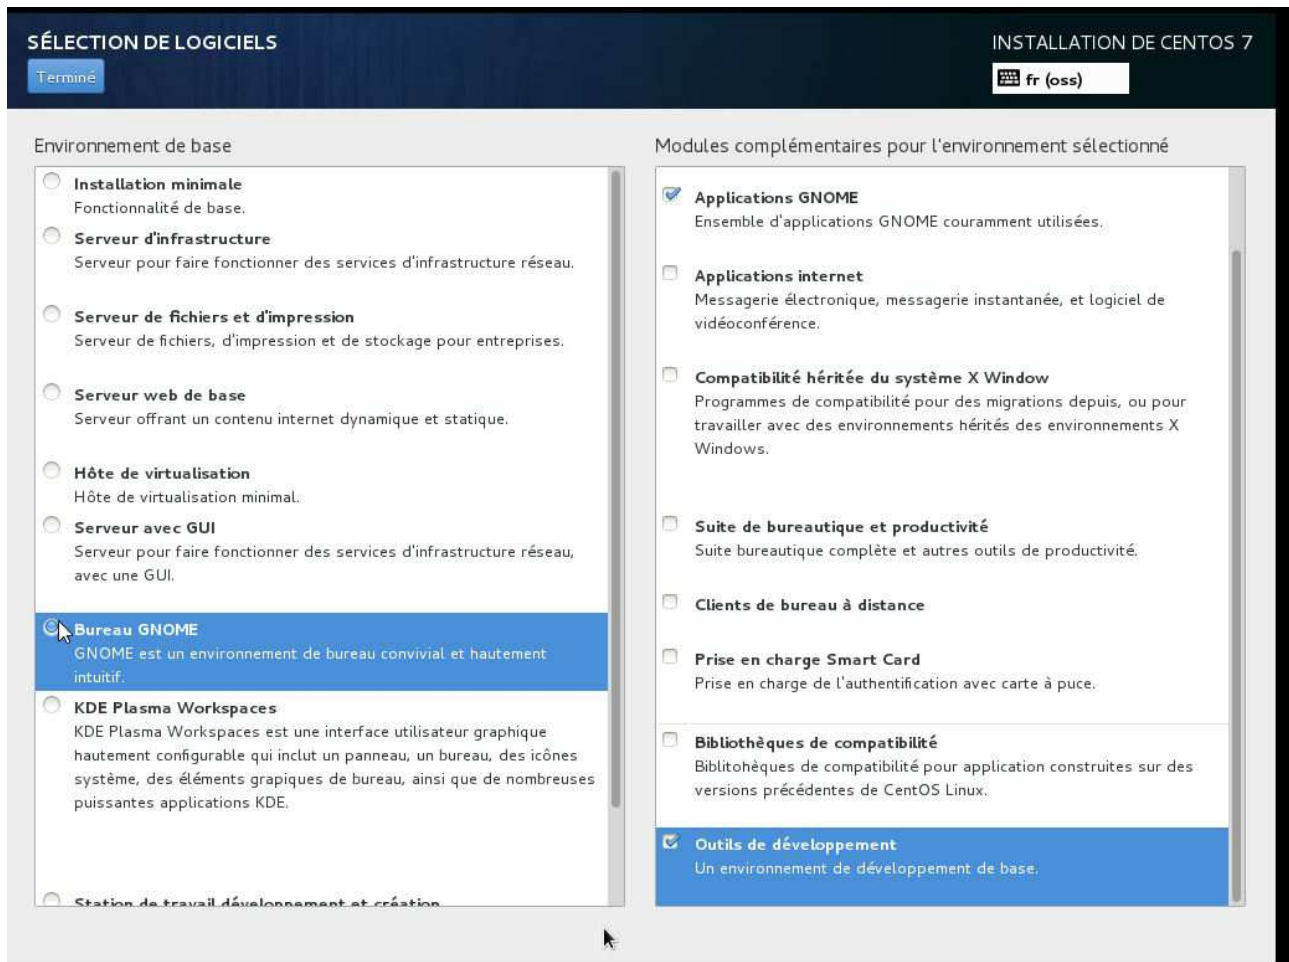 SÉLECTION DE LOGICIELS
INSTALLATION DE CENTOS 7
Terminé
fr (oss)
Environnement de base
Installation minimale
Fonctionnalité de base.
Serveur d'infrastructure
Serveur pour faire fonctionner des services d'infrastructure réseau.
Serveur de fichiers et d'impression
Serveur de fichiers, d'impression et de stockage pour entreprises.
Serveur web de base
Serveur offrant un contenu internet dynamique et statique.
Hôte de virtualisation
Hôte de virtualisation minimal.
Serveur avec GUI
Serveur pour faire fonctionner des services d'infrastructure réseau,
avec une GUI.
Bureau GNOME
GNOME est un environnement de bureau convivial et hautement
intuitif.
KDE Plasma Workspaces
KDE Plasma Workspaces est une interface utilisateur graphique
hautement configurable qui inclut un panneau, un bureau, des icônes
système, des éléments grapiques de bureau, ainsi que de nombreuses
puissantes applications KDE.
Station de travail développement et création
Modules complémentaires pour l'environnement sélectionné
Applications GNOME
Ensemble d'applications GNOME couramment utilisées.
Applications internet
Messagerie électronique, messagerie instantanée, et logiciel de
vidéoconférence.
Compatibilité héritée du système X Window
Programmes de compatibilité pour des migrations depuis, ou pour
travailler avec des environnements hérités des environnements X
Windows.
Suite de bureautique et productivité
Suite bureautique complète et autres outils de productivité.
Clients de bureau à distance
Prise en charge Smart Card
Prise en charge de l'authentification avec carte à puce.
Bibliothèques de compatibilité
Biblitohèques de compatibilité pour application construites sur des
versions précédentes de CentOS Linux.
Outils de développement
Un environnement de développement de base.